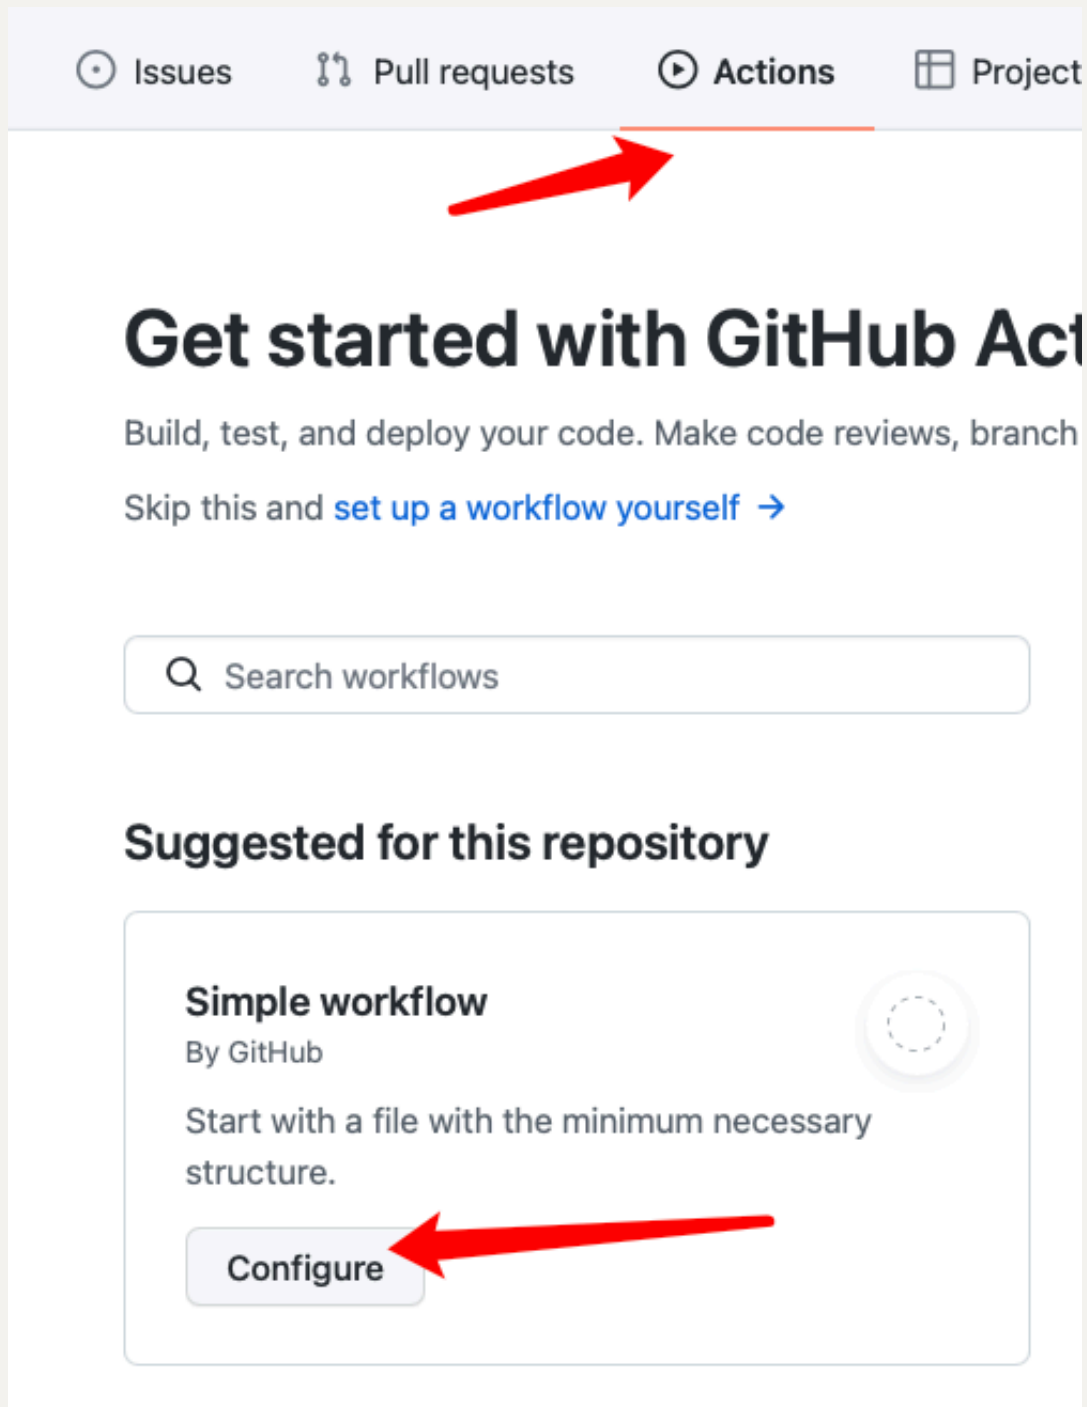 Issues Pull requests Actions Project
Get started with GitHub Act
Build, test, and deploy your code. Make code reviews, branch
Skip this and set up a workflow yourself →
Search workflows
Suggested for this repository
Simple workflow
By GitHub
Start with a file with the minimum necessary
structure.
Configure